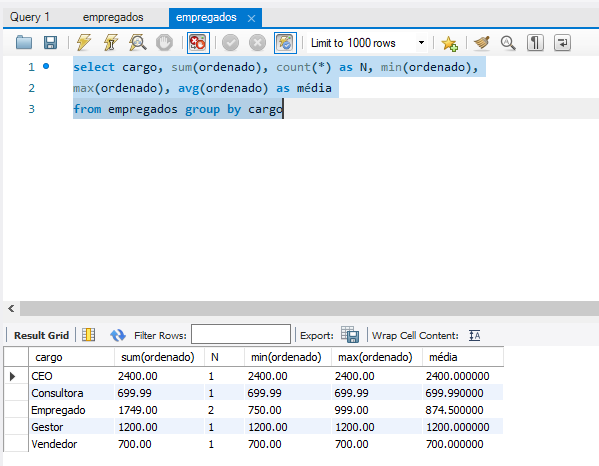 Query 1 empregados empregados
Limit to 1000 rows
1 select cargo, sum(ordenado), count(*) as N, min(ordenado),
2 max(ordenado), avg(ordenado) as média
3 from empregados group by cargo
Result Grid Filter Rows: Export: Wrap Cell Content:
cargo sum(ordenado) N min(ordenado) max(ordenado) média
CEO 2400.00 1 2400.00 2400.00 2400.000000
Consultora 699.99 1 699.99 699.99 699.990000
Empregado 1749.00 2 750.00 999.00 874.500000
Gestor 1200.00 1 1200.00 1200.00 1200.000000
Vendedor 700.00 1 700.00 700.00 700.000000